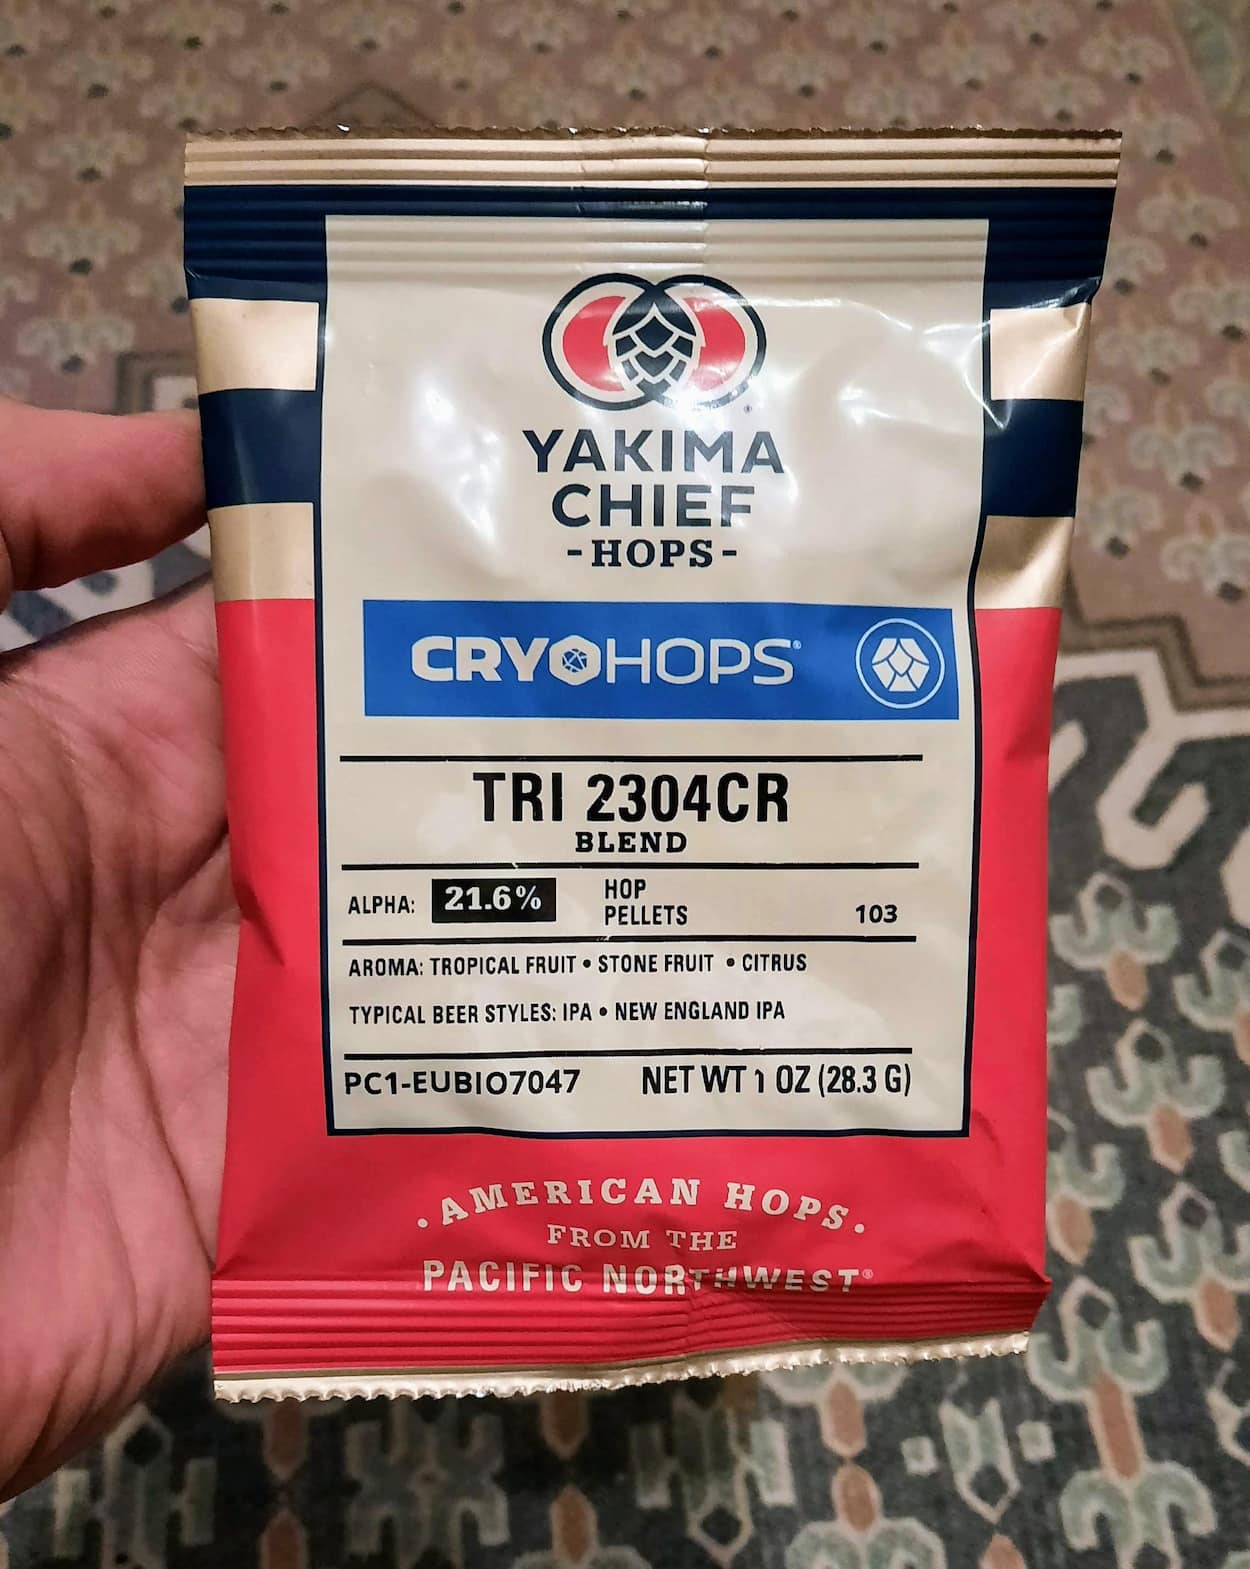 YAKIMA
CHIEF
-HOPS-
CRYOHOPS®
TRI 2304CR
BLEND
ALPHA: 21.6% HOP PELLETS 103
AROMA: TROPICAL FRUIT • STONE FRUIT • CITRUS
TYPICAL BEER STYLES: IPA • NEW ENGLAND IPA
PC1-EUBIO7047 NET WT 1 OZ (28.3 G)
• AMERICAN HOPS •
FROM THE
PACIFIC NORTHWEST®